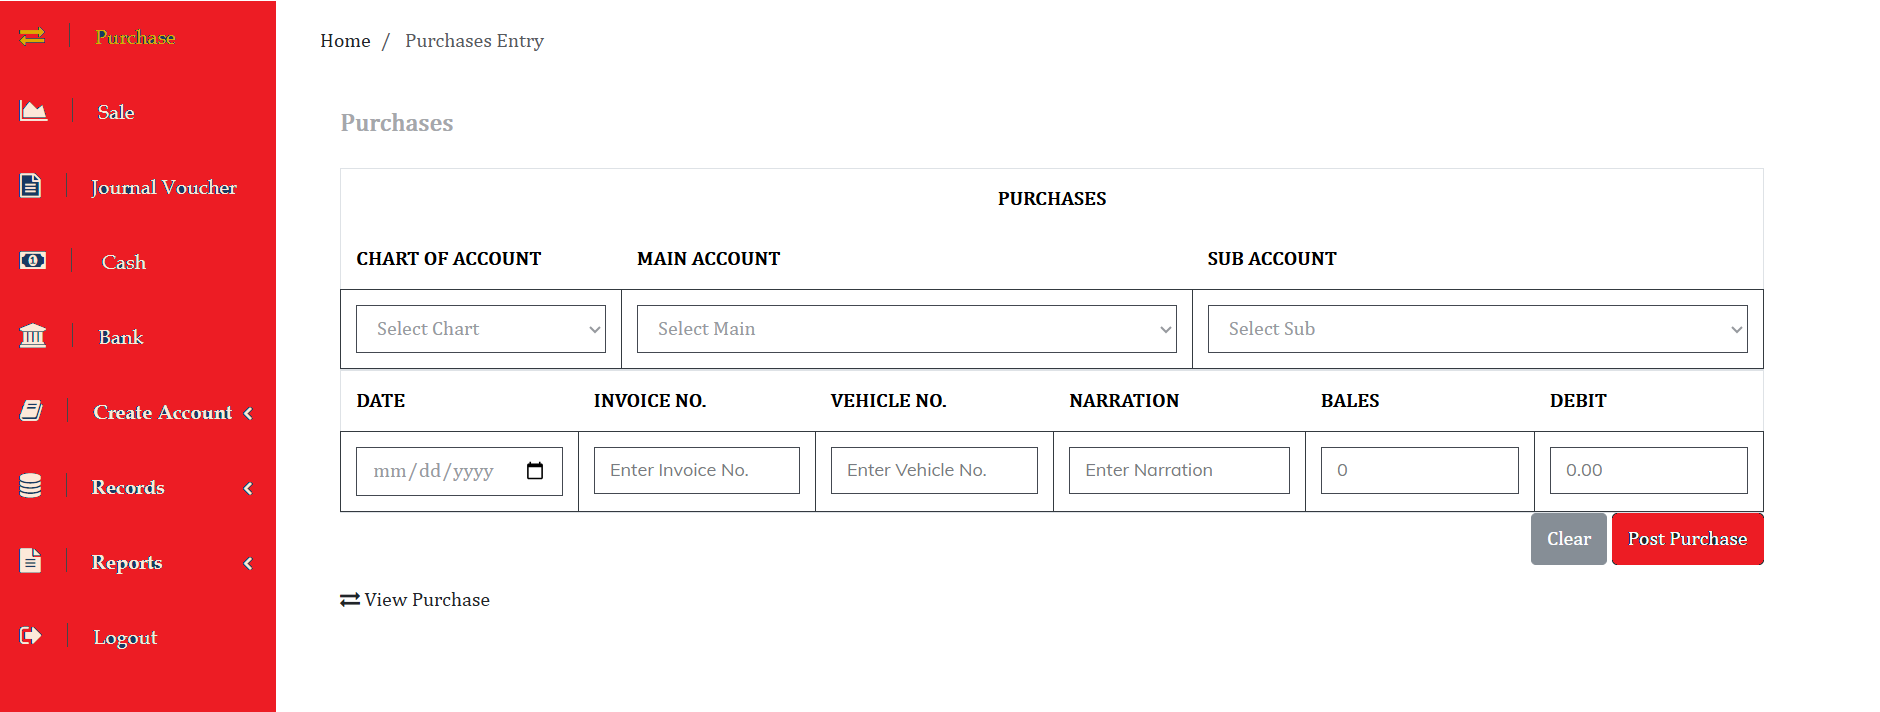 Purchase
Sale
Journal Voucher
Cash
Bank
Create Account
Records
Reports
Logout
Home / Purchases Entry
Purchases
PURCHASES
CHART OF ACCOUNT MAIN ACCOUNT SUB ACCOUNT
Select Chart Select Main Select Sub
DATE INVOICE NO. VEHICLE NO. NARRATION BALES DEBIT
mm/dd/yyyy Enter Invoice No. Enter Vehicle No. Enter Narration 0 0.00
Clear Post Purchase
View Purchase